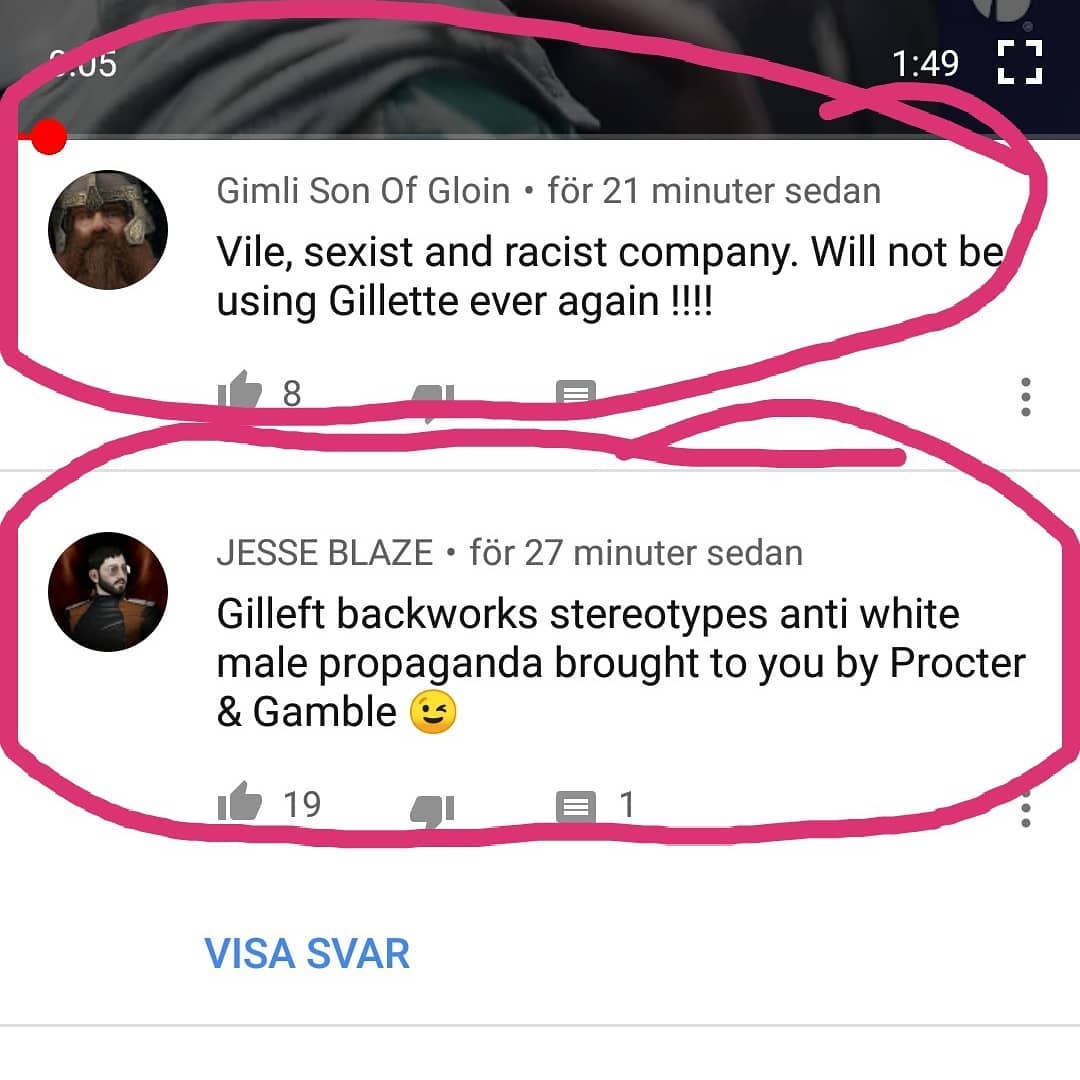 0:05 1:49
Gimli Son Of Gloin • för 21 minuter sedan
Vile, sexist and racist company. Will not be
using Gillette ever again !!!!
8
JESSE BLAZE • för 27 minuter sedan
Gilleft backworks stereotypes anti white
male propaganda brought to you by Procter
& Gamble 😉
19 1
VISA SVAR